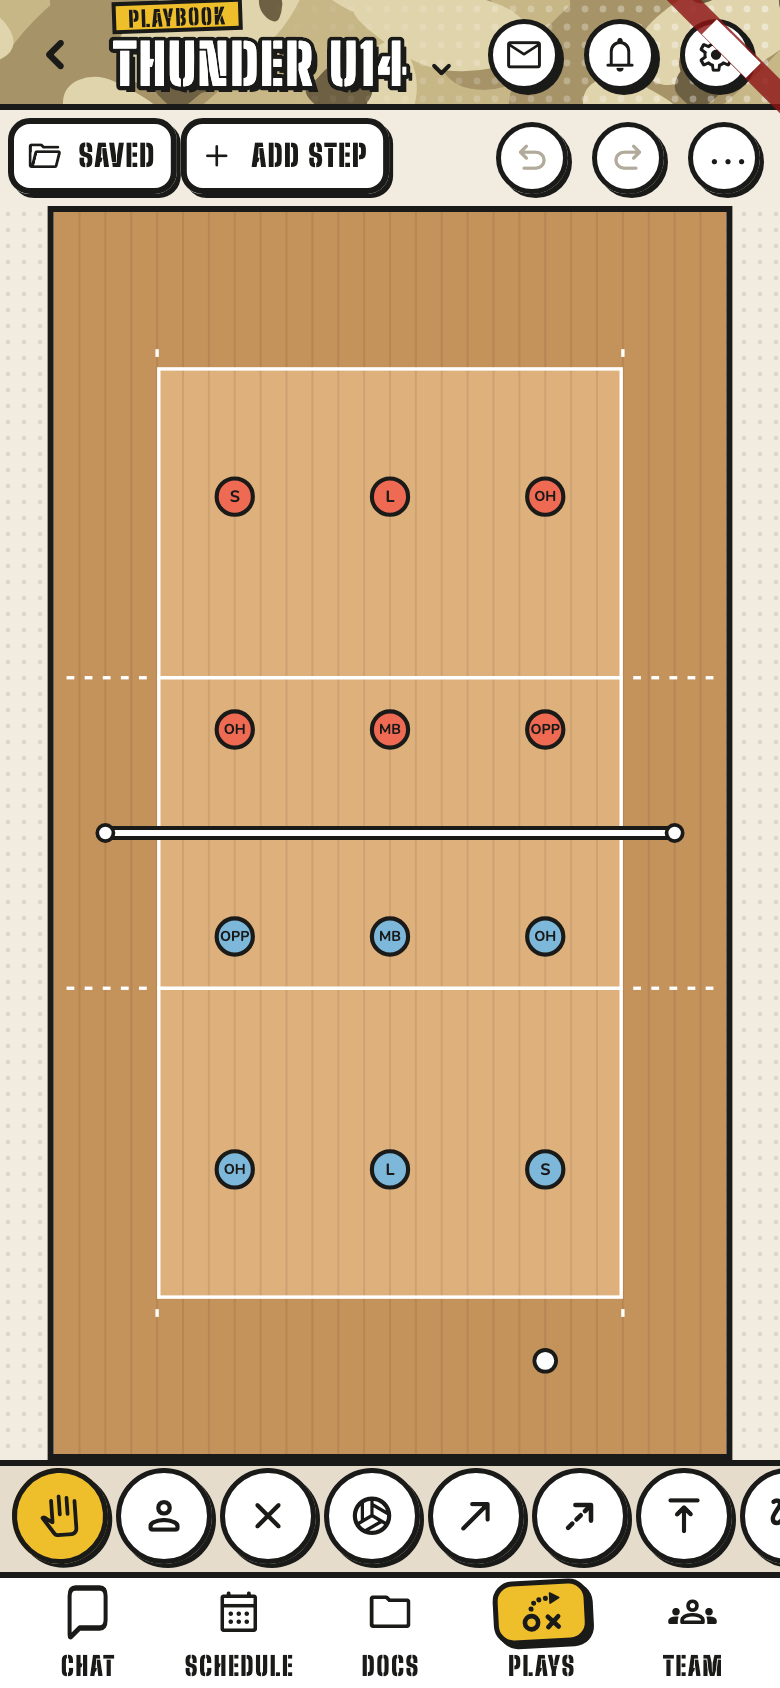 PLAYBOOK
THUNDER U14
SAVED
ADD STEP
S L OH
OH MB OPP
OPP MB OH
OH L S
CHAT SCHEDULE DOCS PLAYS TEAM